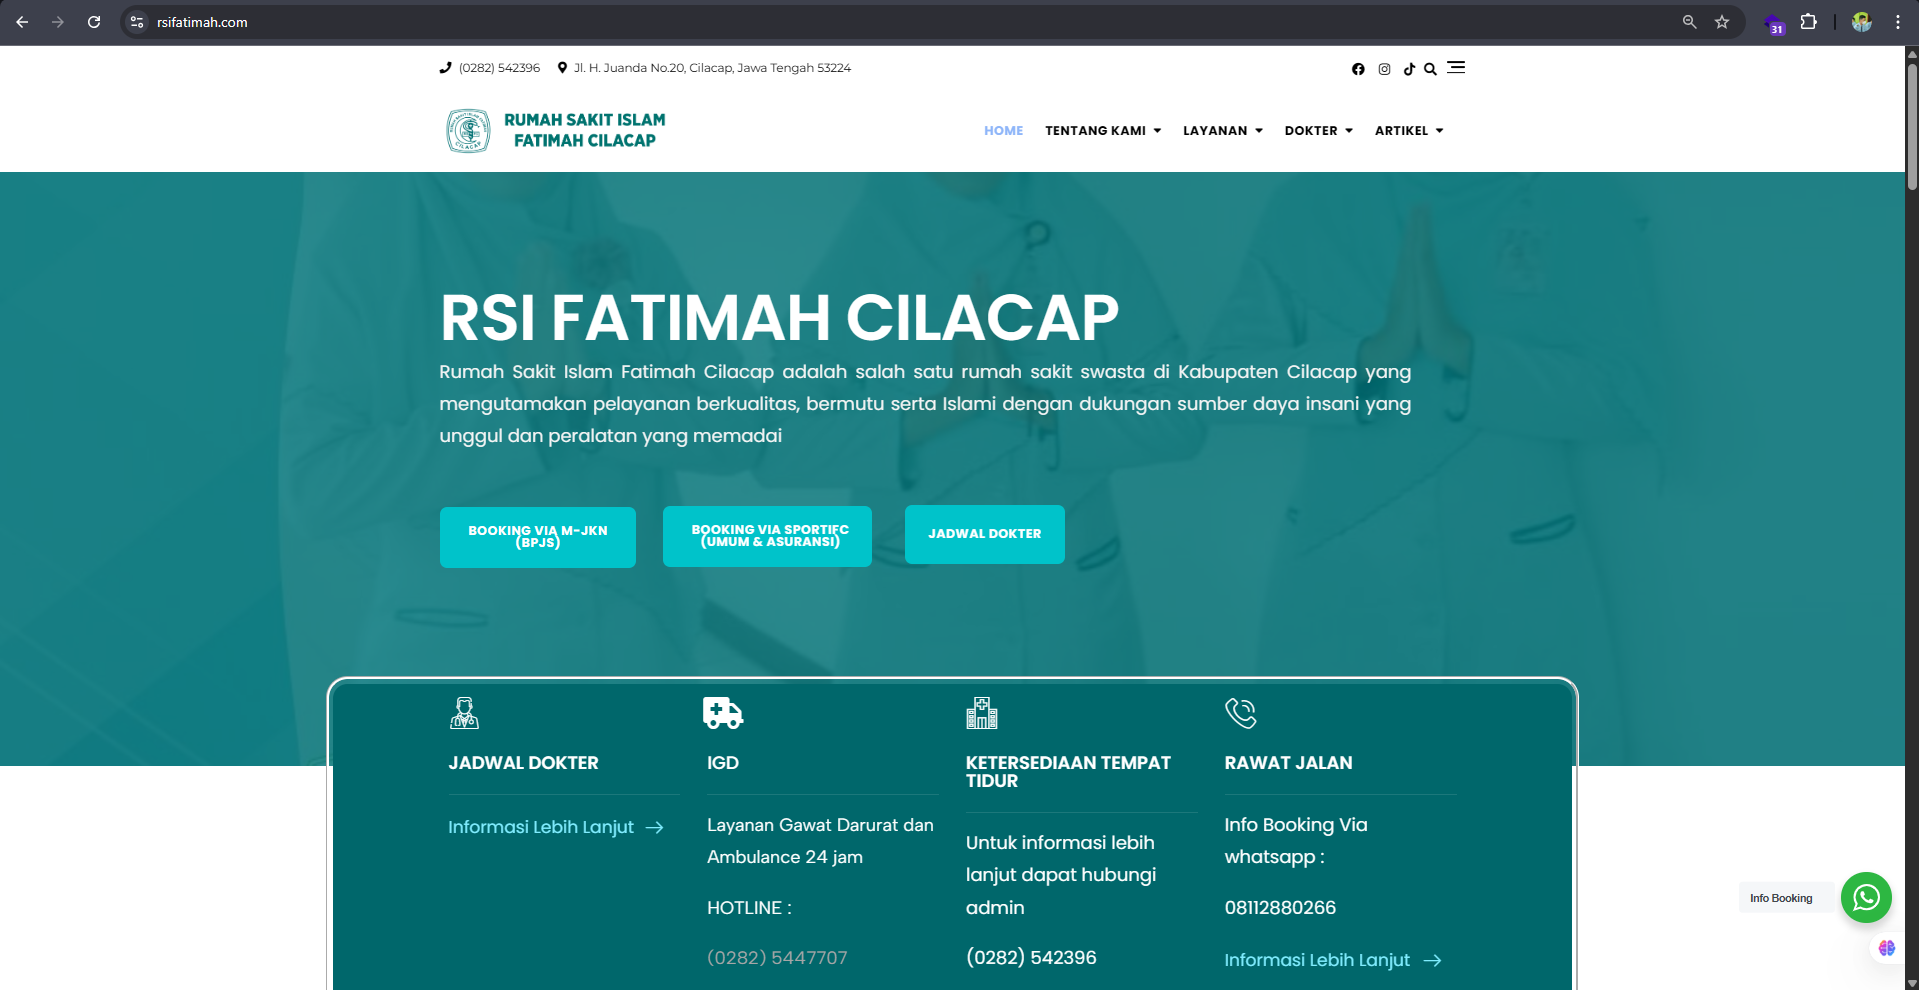 rsifatimah.com
31
(0282) 542396
Jl. H. Juanda No.20, Cilacap, Jawa Tengah 53224
RUMAH SAKIT ISLAM
FATIMAH CILACAP
HOME
TENTANG KAMI
LAYANAN
DOKTER
ARTIKEL
RSI FATIMAH CILACAP
Rumah Sakit Islam Fatimah Cilacap adalah salah satu rumah sakit swasta di Kabupaten Cilacap yang
mengutamakan pelayanan berkualitas, bermutu serta Islami dengan dukungan sumber daya insani yang
unggul dan peralatan yang memadai
BOOKING VIA M-JKN
(BPJS)
BOOKING VIA SPORTIFC
(UMUM & ASURANSI)
JADWAL DOKTER
JADWAL DOKTER
Informasi Lebih Lanjut
IGD
Layanan Gawat Darurat dan
Ambulance 24 jam
HOTLINE :
(0282) 5447707
KETERSEDIAAN TEMPAT
TIDUR
Untuk informasi lebih
lanjut dapat hubungi
admin
(0282) 542396
RAWAT JALAN
Info Booking Via
whatsapp :
08112880266
Informasi Lebih Lanjut
Info Booking